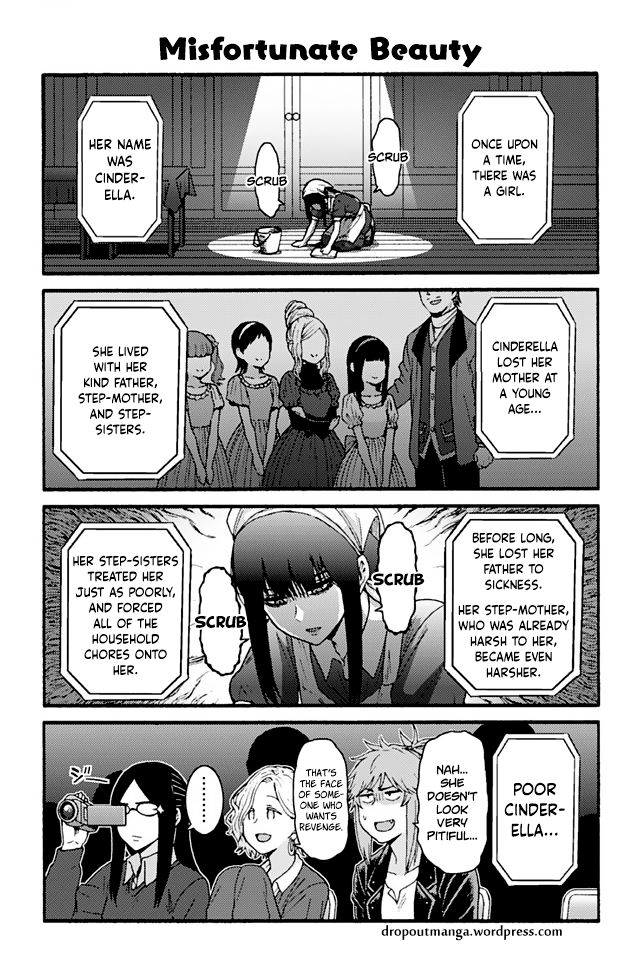 Misfortunate Beauty
ONCE UPON
A TIME,
THERE WAS
A GIRL.
SCRUB
SCRUB
HER NAME
WAS
CINDER-
ELLA.
CINDERELLA
LOST HER
MOTHER AT
A YOUNG
AGE...
SHE LIVED
WITH HER
KIND FATHER,
STEP-MOTHER,
AND STEP-
SISTERS.
BEFORE LONG,
SHE LOST HER
FATHER TO
SICKNESS.
HER STEP-MOTHER,
WHO WAS ALREADY
HARSH TO HER,
BECAME EVEN
HARSHER.
SCRUB
SCRUB
HER STEP-SISTERS
TREATED HER
JUST AS POORLY,
AND FORCED
ALL OF THE
HOUSEHOLD
CHORES ONTO
HER.
POOR
CINDER-
ELLA...
NAH...
SHE
DOESN'T
LOOK
VERY
PITIFUL...
THAT'S
THE FACE
OF SOME-
ONE WHO
WANTS
REVENGE.
......
ジー
dropoutmanga.wordpress.com